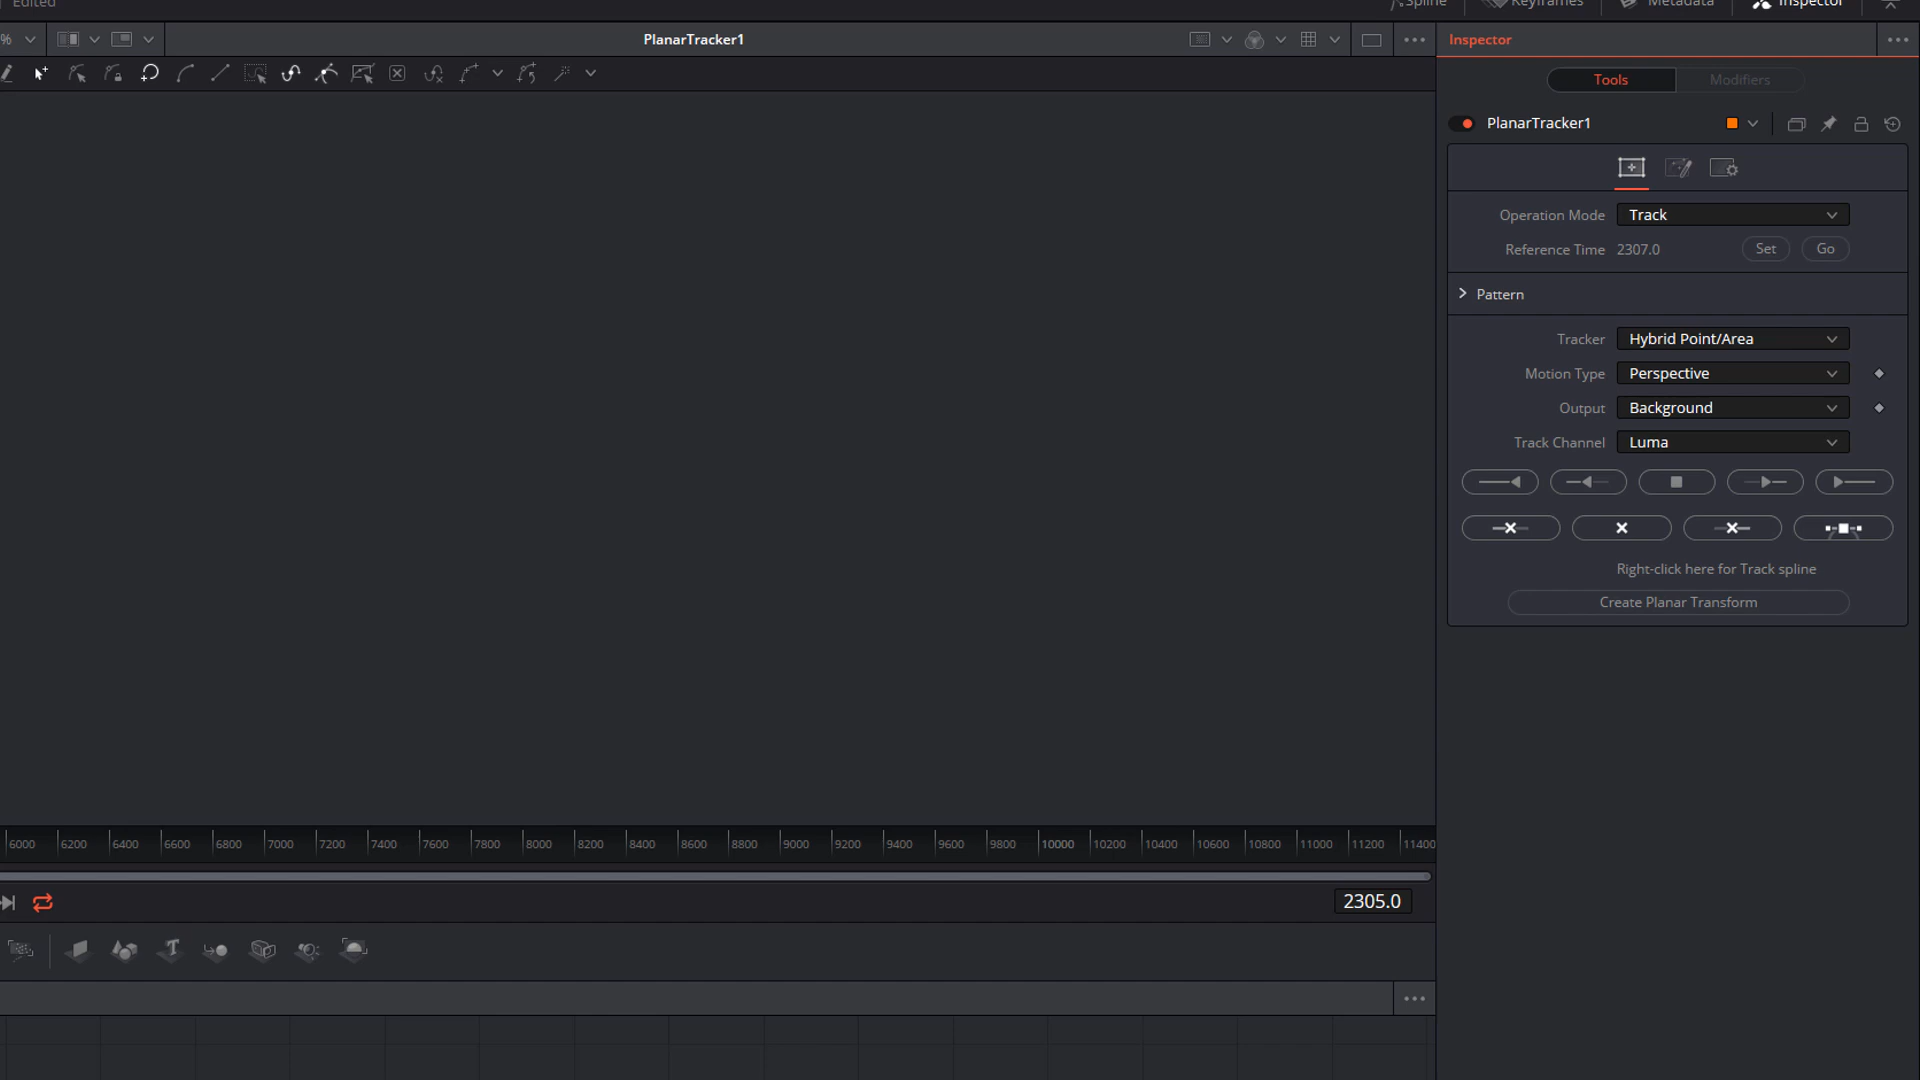 Edited
Spline
Keyframes
Metadata
Inspector
%
PlanarTracker1
Inspector
Tools
Modifiers
PlanarTracker1
Operation Mode
Track
Reference Time
2307.0
Set
Go
Pattern
Tracker
Hybrid Point/Area
Motion Type
Perspective
Output
Background
Track Channel
Luma
Right-click here for Track spline
Create Planar Transform
6000 6200 6400 6600 6800 7000 7200 7400 7600 7800 8000 8200 8400 8600 8800 9000 9200 9400 9600 9800 10000 10200 10400 10600 10800 11000 11200 11400
2305.0